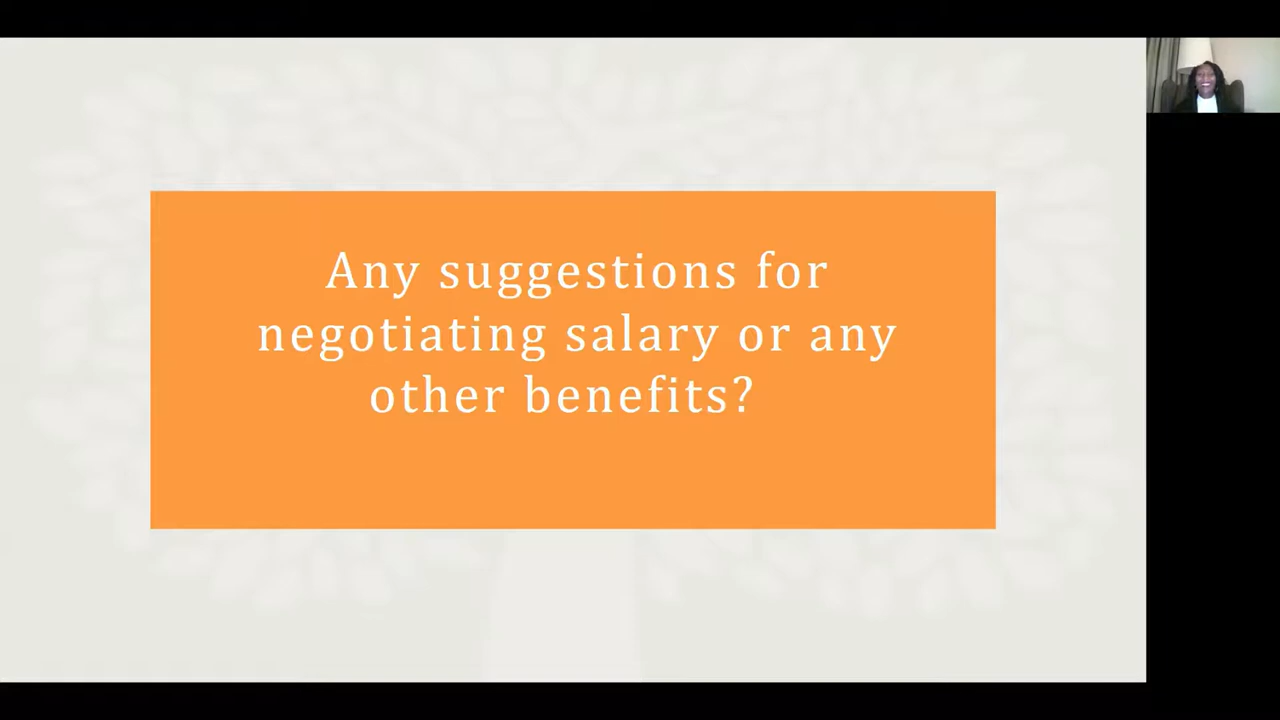 Any suggestions for
negotiating salary or any
other benefits?